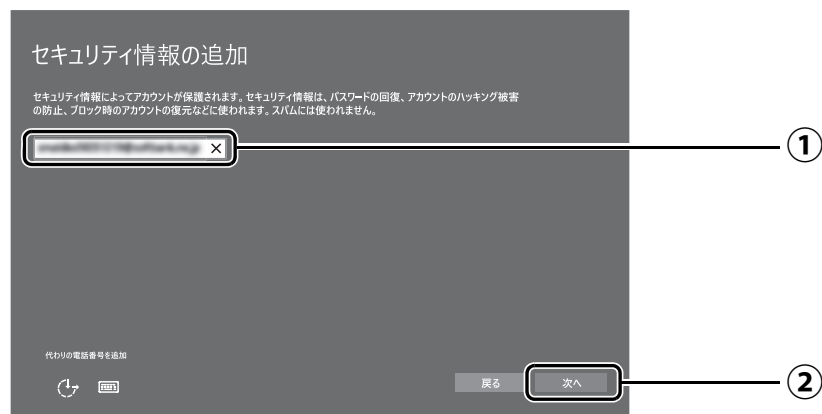 セキュリティ情報の追加
セキュリティ情報によってアカウントが保護されます。セキュリティ情報は、パスワードの回復、アカウントのハッキング被害
の防止、ブロック時のアカウントの復元などに使われます。スパムには使われません。
①
代わりの電話番号を追加
戻る 次へ ②